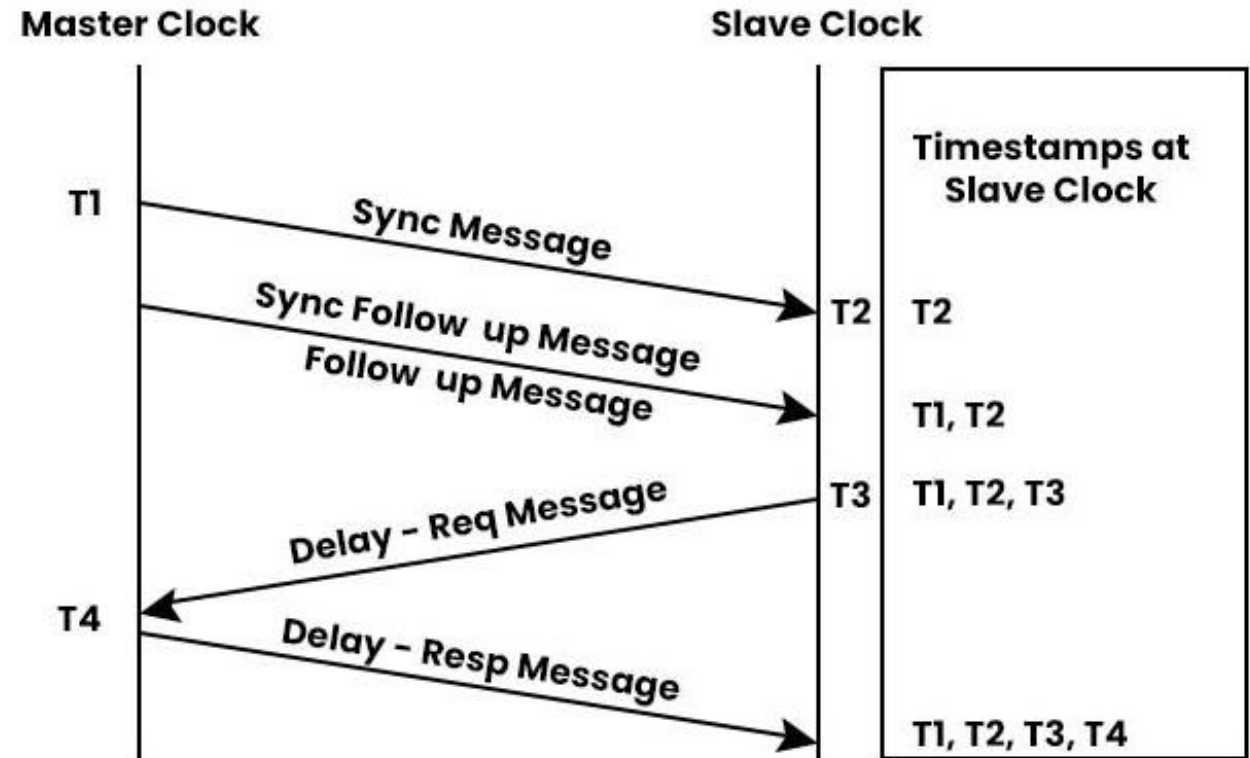 Master Clock
Slave Clock
Timestamps at
Slave Clock
T1
Sync Message
T2
T2
Sync Follow up Message
Follow up Message
T1, T2
T3
T1, T2, T3
Delay - Req Message
T4
Delay - Resp Message
T1, T2, T3, T4